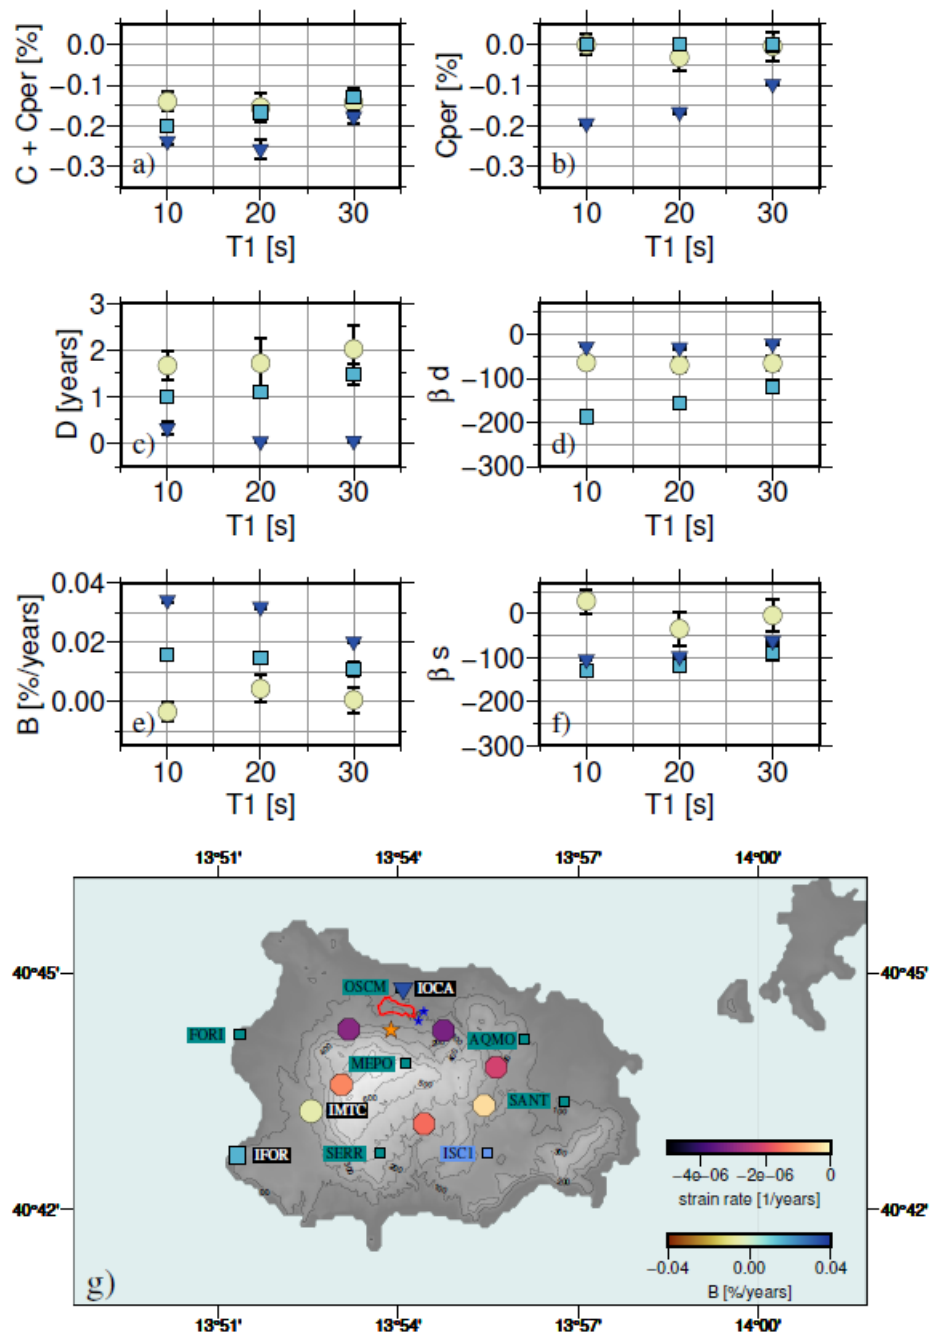 C + Cper [%]
0.0
−0.1
−0.2
−0.3
a)
10 20 30
T1 [s]
Cper [%]
0.0
−0.1
−0.2
−0.3
b)
10 20 30
T1 [s]
D [years]
3
2
1
0
c)
10 20 30
T1 [s]
β d
0
−100
−200
−300
d)
10 20 30
T1 [s]
B [%/years]
0.04
0.02
0.00
e)
10 20 30
T1 [s]
β s
0
−100
−200
−300
f)
10 20 30
T1 [s]
13°51' 13°54' 13°57' 14°00'
40°45' 40°45'
OSCM IOCA
FORI
AQMO
MEPO
IMTC
SANT
IFOR
SERR
ISC1
−4e−06 −2e−06 0
strain rate [1/years]
40°42' 40°42'
−0.04 0.00 0.04
B [%/years]
g)
13°51' 13°54' 13°57' 14°00'